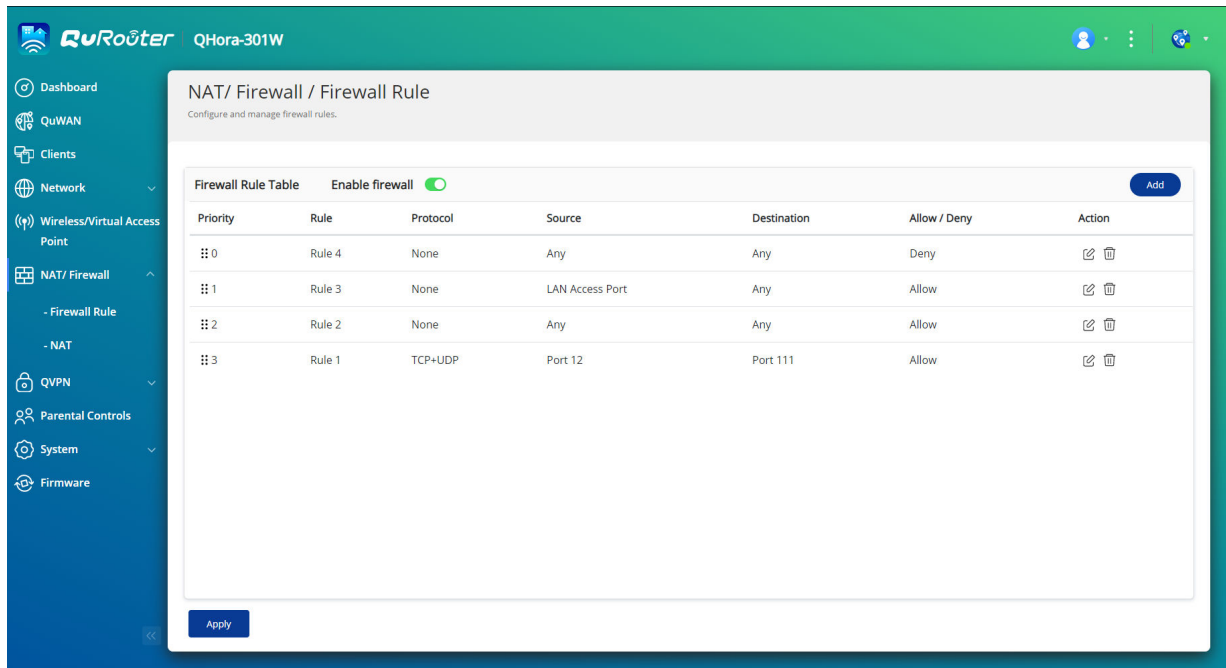 QuRoûter QHora-301W
Dashboard
QuWAN
Clients
Network
Wireless/Virtual Access
Point
NAT/ Firewall
- Firewall Rule
- NAT
QVPN
Parental Controls
System
Firmware
NAT/ Firewall / Firewall Rule
Configure and manage firewall rules.
Firewall Rule Table Enable firewall Add
Priority Rule Protocol Source Destination Allow / Deny Action
0 Rule 4 None Any Any Deny
1 Rule 3 None LAN Access Port Any Allow
2 Rule 2 None Any Any Allow
3 Rule 1 TCP+UDP Port 12 Port 111 Allow
Apply